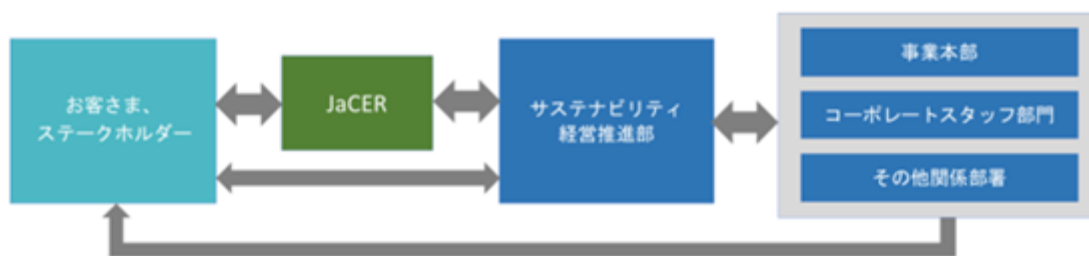 お客さま、
ステークホルダー
JaCER
サステナビリティ
経営推進部
事業本部
コーポレートスタッフ部門
その他関係部署